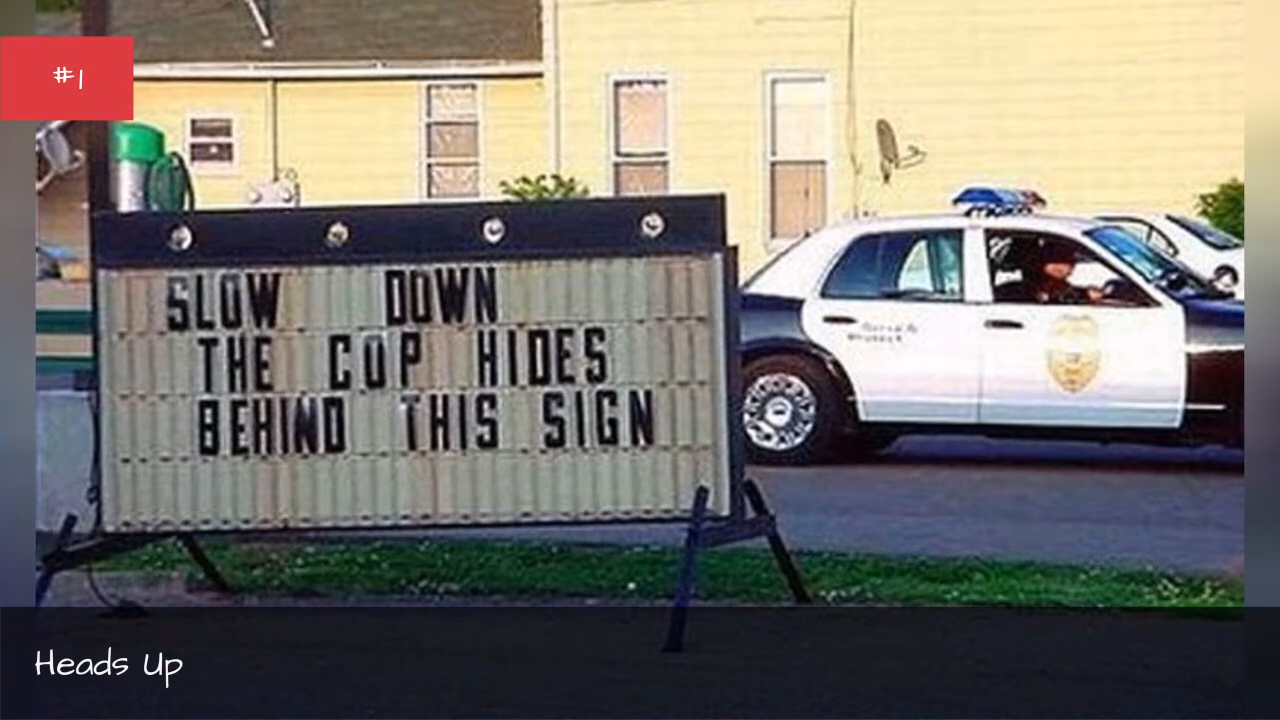 #1
SLOW DOWN
THE COP HIDES
BEHIND THIS SIGN
Heads Up